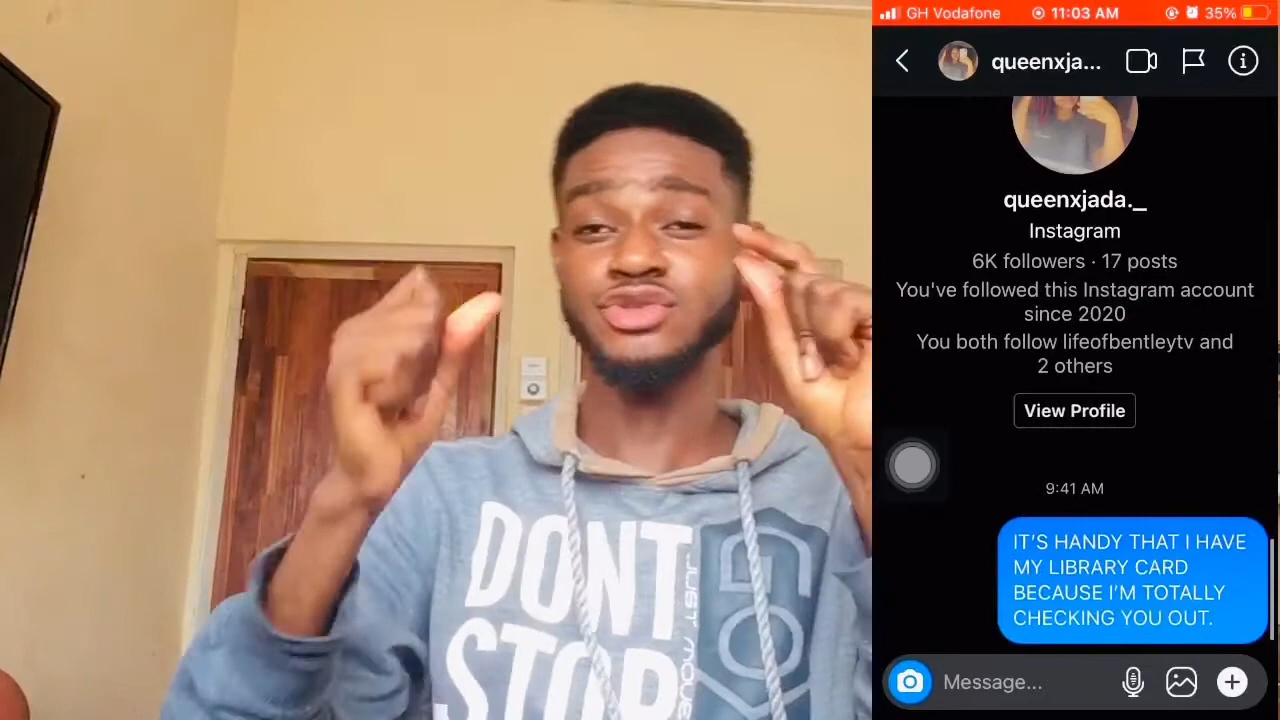 GH Vodafone 11:03 AM 35%
queenxja...
queenxjada._
Instagram
6K followers · 17 posts
You've followed this Instagram account
since 2020
You both follow lifeofbentleytv and
2 others
View Profile
9:41 AM
IT'S HANDY THAT I HAVE
MY LIBRARY CARD
BECAUSE I'M TOTALLY
CHECKING YOU OUT.
Message...
DONT
STOP
JUST MOVE